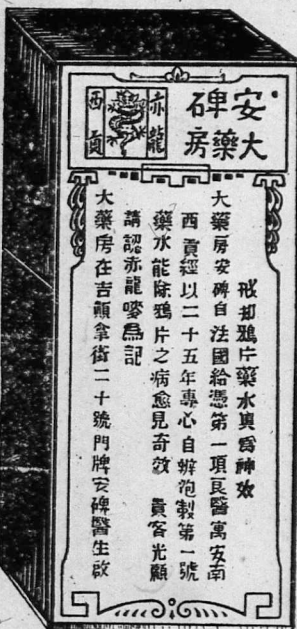 安碑
大藥房
赤龍
西貢
戒却鴉片藥水輿為神效
大藥房安碑自法國給憑第一項良醫寓安南
西貢經以二十五年專心自辦泡製第一號
藥水能除鴉片之病愈見奇效 貴客光顧
請認赤龍嘜為記
大藥房在吉顛拿街二十號門牌安碑醫生啟